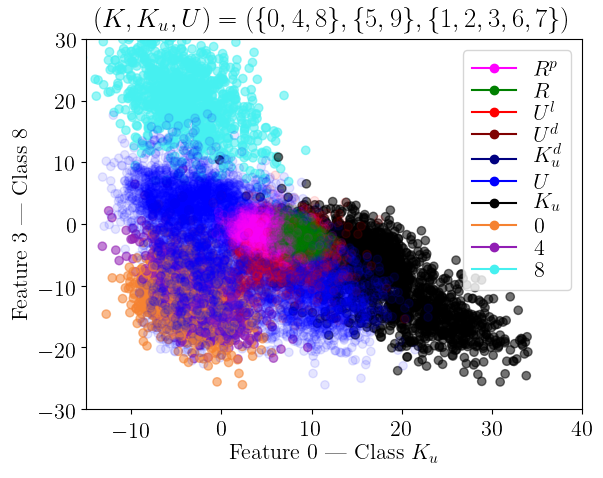 (K, K_u, U) = ({0, 4, 8}, {5, 9}, {1, 2, 3, 6, 7})
30
20
10
0
−10
−20
−30
Feature 3 — Class 8
R^p
R
U^l
U^d
K_u^d
U
K_u
0
4
8
−10
0
10
20
30
40
Feature 0 — Class K_u